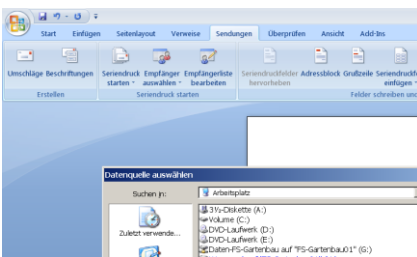 Start Einfügen Seitenlayout Verweise Sendungen Überprüfen Ansicht Add-Ins
Umschläge Beschriftungen Seriendruck starten Empfänger auswählen Empfängerliste bearbeiten Seriendruckfelder hervorheben Adressblock Grußzeile Seriendruckf einfügen
Erstellen Seriendruck starten Felder schreiben und
Datenquelle auswählen
Suchen in: Arbeitsplatz
Zuletzt verwende...
3½-Diskette (A:)
Volume (C:)
DVD-Laufwerk (D:)
DVD-Laufwerk (E:)
Daten-FS-Gartenbau auf "FS-Gartenbau01" (G:)